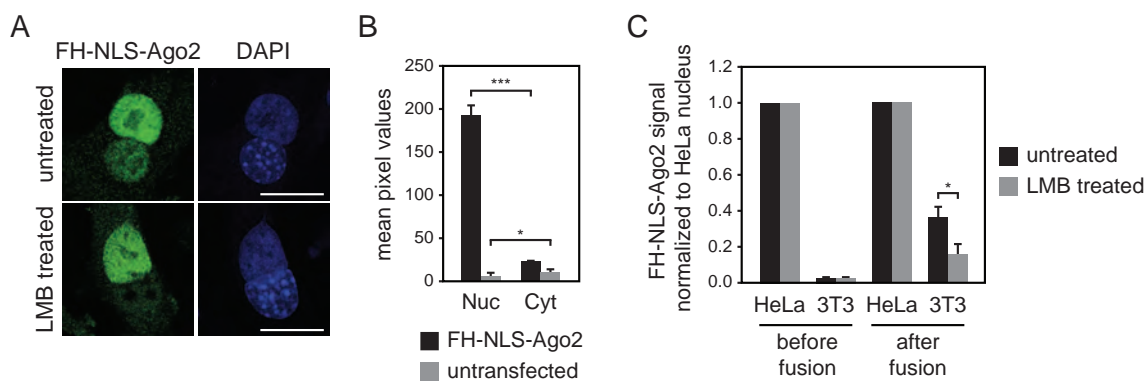 A
FH-NLS-Ago2 DAPI
untreated
LMB treated
B
mean pixel values
250
200
150
100
50
0
***
*
Nuc Cyt
FH-NLS-Ago2
untransfected
C
FH-NLS-Ago2 signal
normalized to HeLa nucleus
1.2
1.0
0.8
0.6
0.4
0.2
0.0
*
HeLa 3T3 HeLa 3T3
before
fusion
after
fusion
untreated
LMB treated